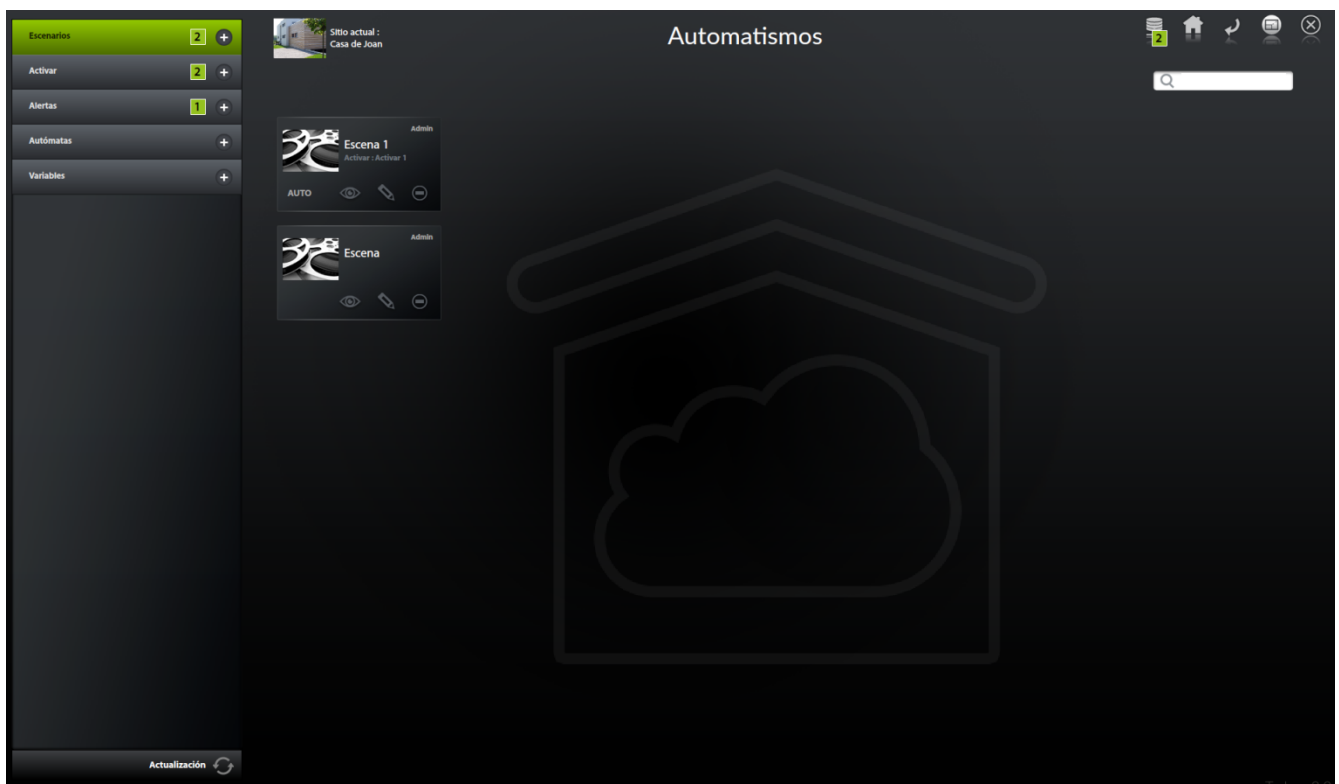 Escenarios 2
Activar 2
Alertas 1
Autómatas
Variables
Sitio actual :
Casa de Joan
Automatismos
2
Admin
Escena 1
Activar : Activar 1
AUTO
Admin
Escena
Actualización